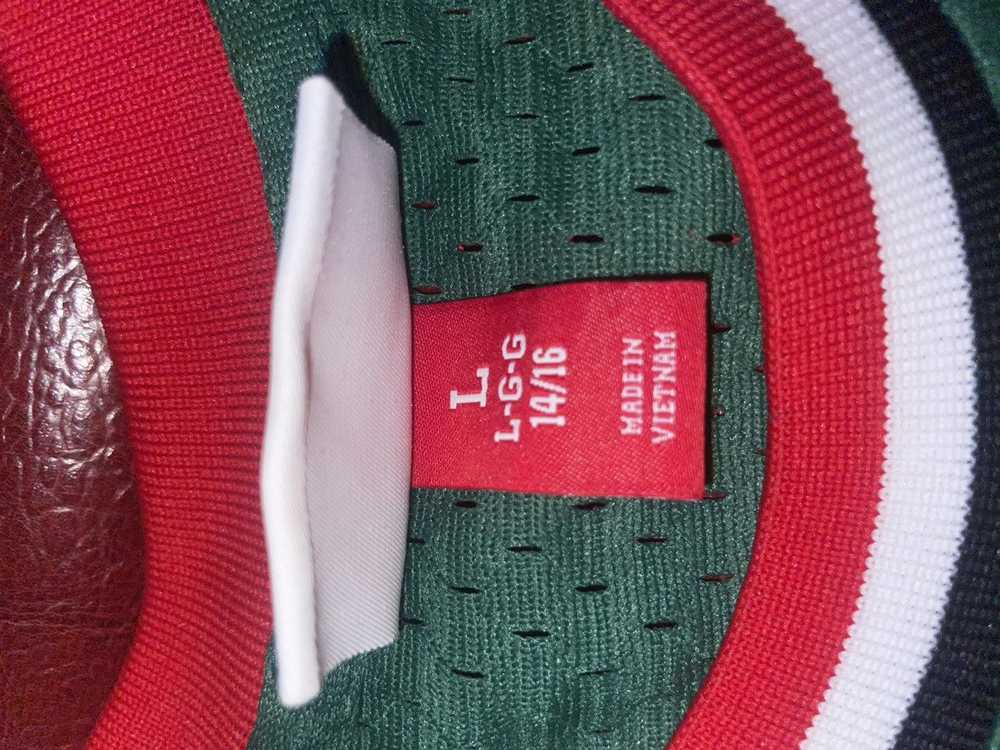 L
L-G-G
14/16
MADE IN
VIETNAM